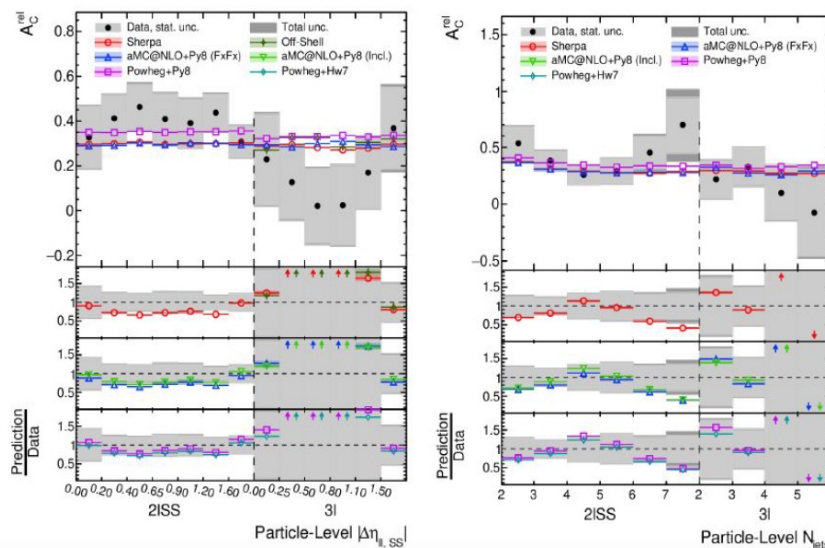 A_C^rel
Data, stat. unc.
Total unc.
Sherpa
Off-Shell
aMC@NLO+Py8 (FxFx)
aMC@NLO+Py8 (Incl.)
Powheg+Py8
Powheg+Hw7
0.8
0.6
0.4
0.2
0
−0.2
1.5
1
0.5
1.5
1
0.5
1.5
1
0.5
Prediction
Data
0.00 0.20 0.40 0.65 0.90 1.20 1.60 0.00 0.25 0.50 0.80 1.10 1.50
2lSS
3l
Particle-Level |Δη_ll, SS|
A_C^rel
Data, stat. unc.
Total unc.
Sherpa
aMC@NLO+Py8 (FxFx)
aMC@NLO+Py8 (Incl.)
Powheg+Py8
Powheg+Hw7
1.5
1
0.5
0
−0.5
1.5
1
0.5
1.5
1
0.5
1.5
1
0.5
Prediction
Data
2 3 4 5 6 7 2 3 4 5
2lSS
3l
Particle-Level N_jets